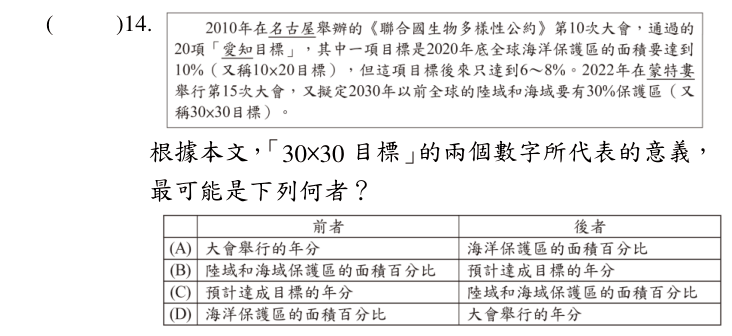 (　　)14.
2010年在名古屋舉辦的《聯合國生物多樣性公約》第10次大會，通過的
20項「愛知目標」，其中一項目標是2020年底全球海洋保護區的面積要達到
10%（又稱10×20目標），但這項目標後來只達到6～8%。2022年在蒙特婁
舉行第15次大會，又擬定2030年以前全球的陸域和海域要有30%保護區（又
稱30×30目標）。
根據本文，「30×30 目標」的兩個數字所代表的意義，
最可能是下列何者？
前者 後者
(A) 大會舉行的年分 海洋保護區的面積百分比
(B) 陸域和海域保護區的面積百分比 預計達成目標的年分
(C) 預計達成目標的年分 陸域和海域保護區的面積百分比
(D) 海洋保護區的面積百分比 大會舉行的年分